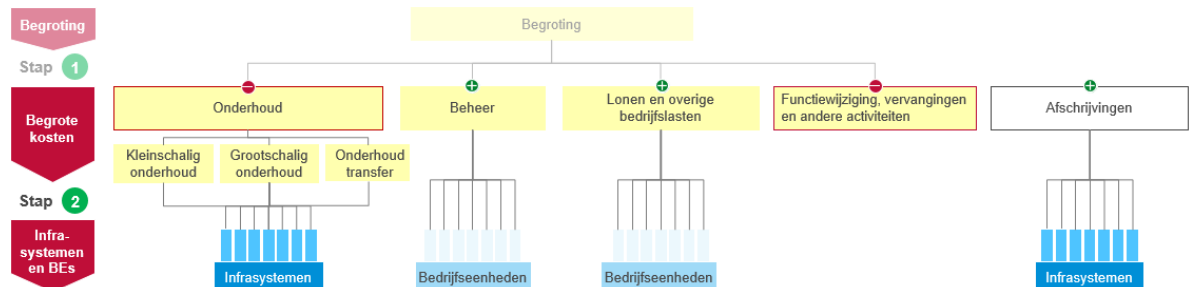 Begroting
Begroting
Stap 1
Begrote
kosten
Onderhoud
Beheer
Lonen en overige
bedrijfslasten
Functiewijziging, vervangingen
en andere activiteiten
Afschrijvingen
Kleinschalig
onderhoud
Grootschalig
onderhoud
Onderhoud
transfer
Stap 2
Infra-
systemen
en BEs
Infrasystemen
Bedrijfseenheden
Bedrijfseenheden
Infrasystemen